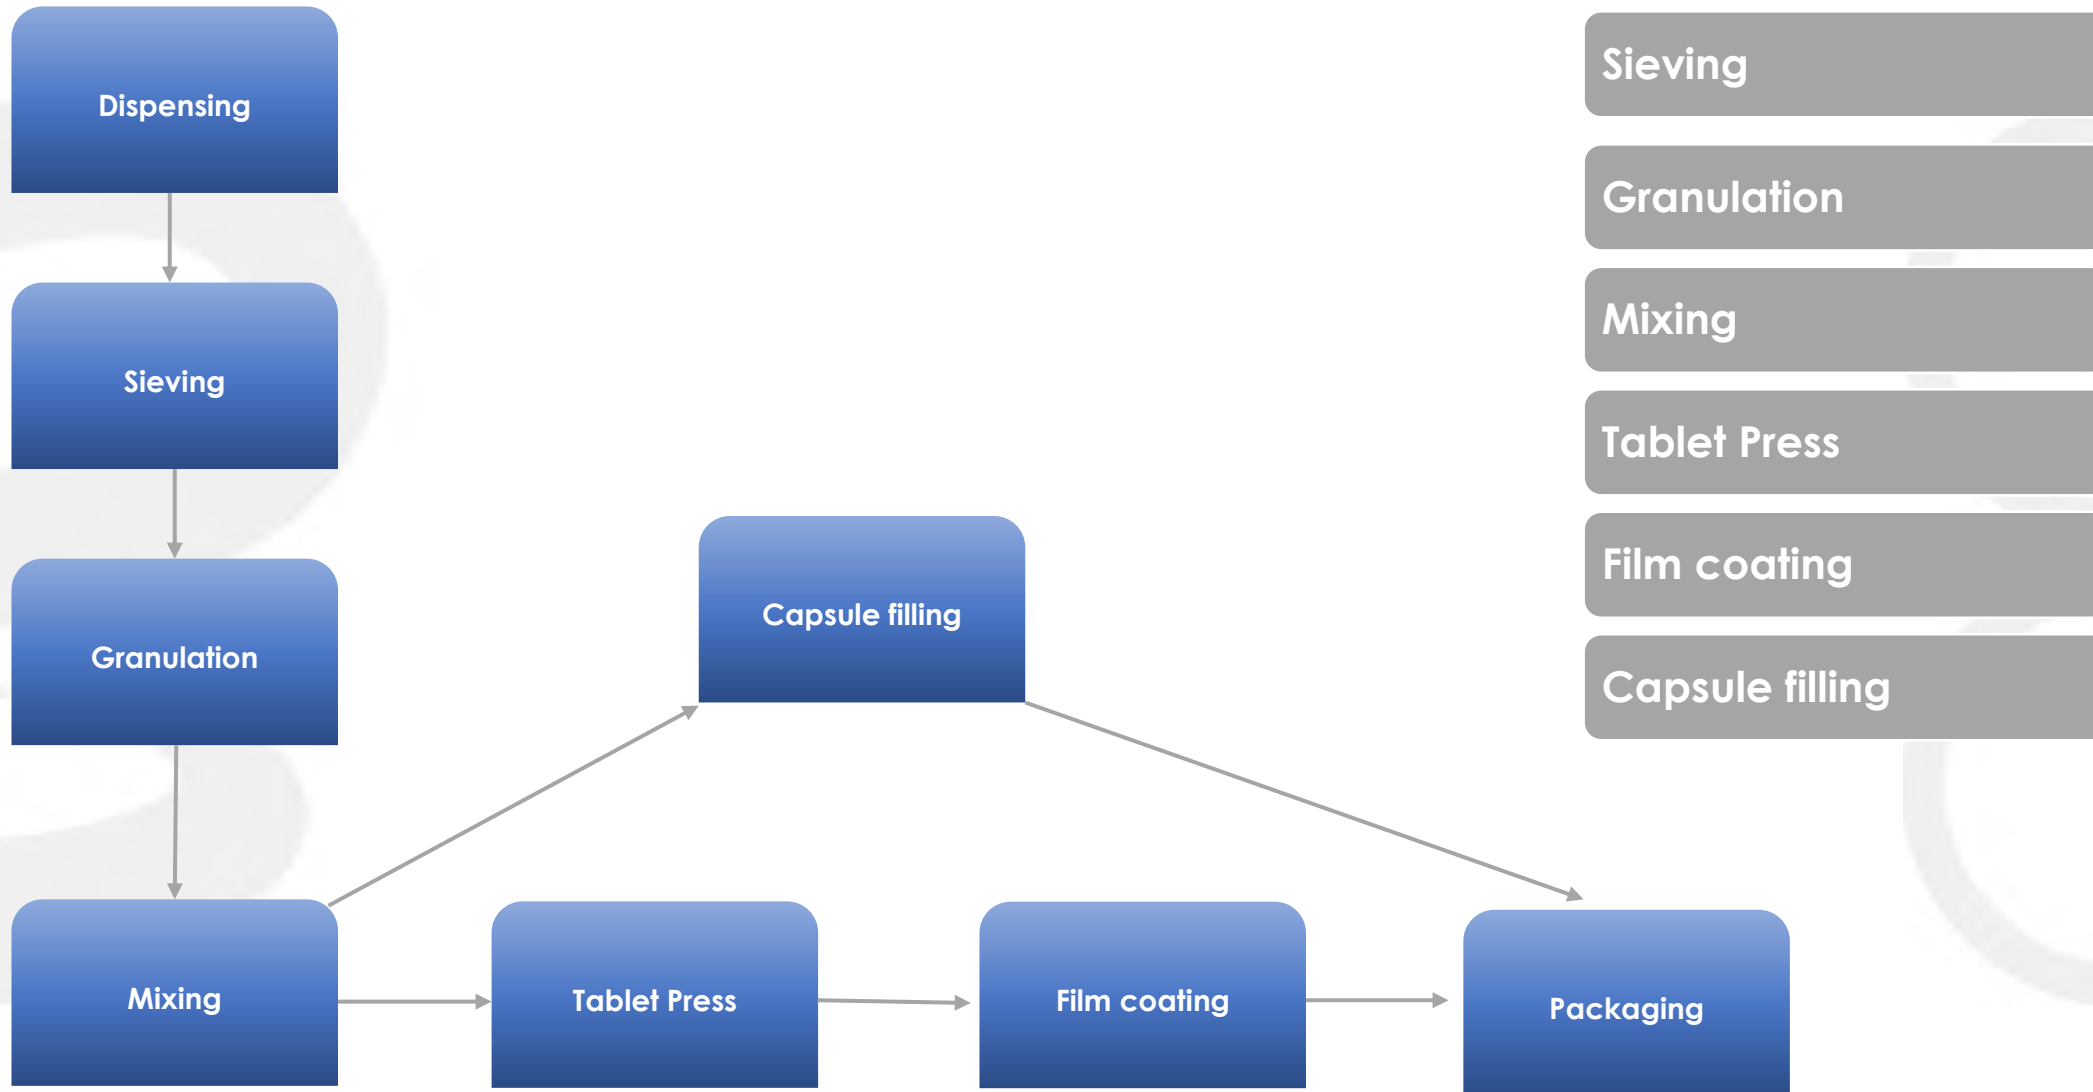 Dispensing
Sieving
Granulation
Capsule filling
Mixing
Tablet Press
Film coating
Packaging
Sieving
Granulation
Mixing
Tablet Press
Film coating
Capsule filling